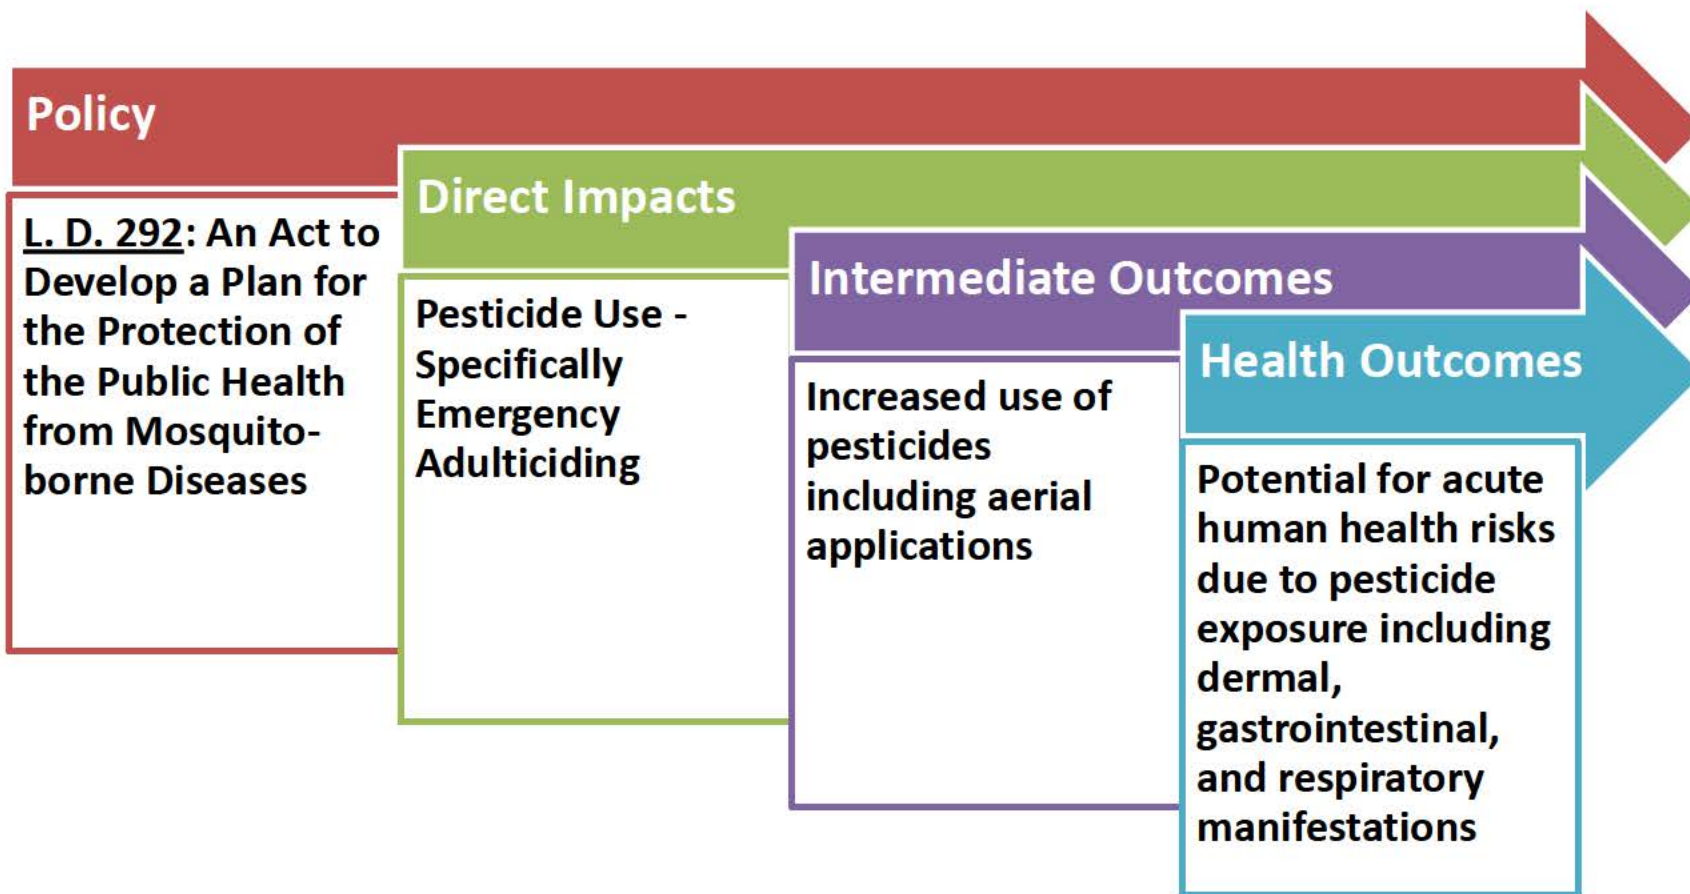 Policy
L. D. 292: An Act to
Develop a Plan for
the Protection of
the Public Health
from Mosquito-
borne Diseases
Direct Impacts
Pesticide Use -
Specifically
Emergency
Adulticiding
Intermediate Outcomes
Increased use of
pesticides
including aerial
applications
Health Outcomes
Potential for acute
human health risks
due to pesticide
exposure including
dermal,
gastrointestinal,
and respiratory
manifestations